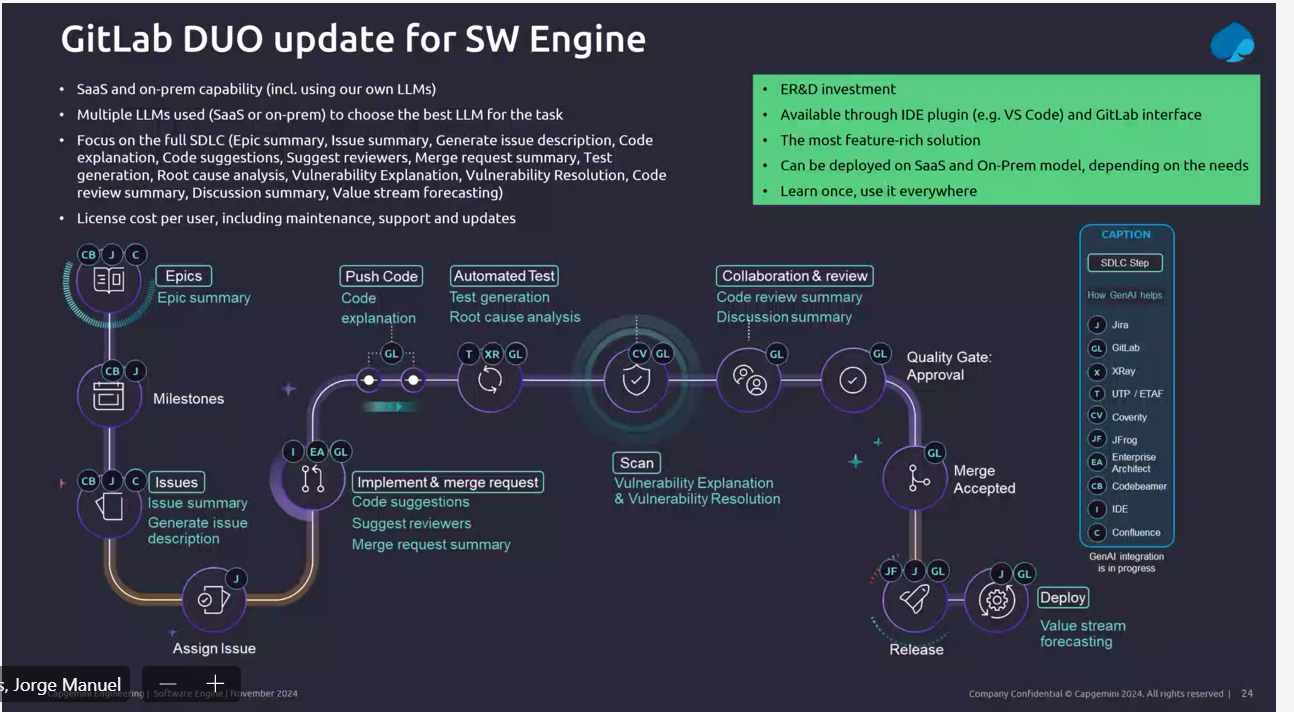 GitLab DUO update for SW Engine
• SaaS and on-prem capability (incl. using our own LLMs)
• Multiple LLMs used (SaaS or on-prem) to choose the best LLM for the task
• Focus on the full SDLC (Epic summary, Issue summary, Generate issue description, Code
explanation, Code suggestions, Suggest reviewers, Merge request summary, Test
generation, Root cause analysis, Vulnerability Explanation, Vulnerability Resolution, Code
review summary, Discussion summary, Value stream forecasting)
• License cost per user, including maintenance, support and updates
• ER&D investment
• Available through IDE plugin (e.g. VS Code) and GitLab interface
• The most feature-rich solution
• Can be deployed on SaaS and On-Prem model, depending on the needs
• Learn once, use it everywhere
CB J C
Epics
Epic summary
CB J
Milestones
CB J C
Issues
Issue summary
Generate issue
description
J
Assign Issue
I EA GL
Implement & merge request
Code suggestions
Suggest reviewers
Merge request summary
Push Code
Code
explanation
GL
Automated Test
Test generation
Root cause analysis
T XR GL
CV GL
Scan
Vulnerability Explanation
& Vulnerability Resolution
Collaboration & review
Code review summary
Discussion summary
GL
GL
Quality Gate:
Approval
GL
Merge
Accepted
JF J GL
Release
J GL
Deploy
Value stream
forecasting
CAPTION
SDLC Step
How GenAI helps
J Jira
GL GitLab
X XRay
T UTP / ETAF
CV Coverity
JF JFrog
EA Enterprise
Architect
CB Codebeamer
I IDE
C Confluence
GenAI integration
is in progress
s, Jorge Manuel
Capgemini Engineering | Software Engine | November 2024
Company Confidential © Capgemini 2024. All rights reserved | 24